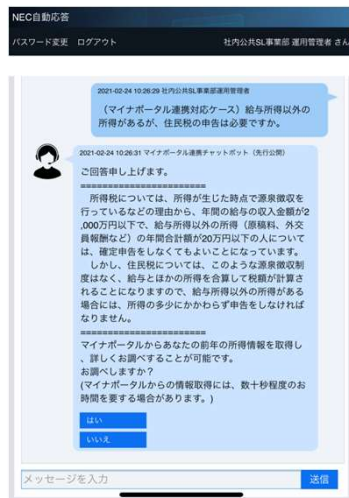 NEC自動応答
パスワード変更 ログアウト 社内公共SL事業部 運用管理者 さん
2021-02-24 10:26:29 社内公共SL事業部運用管理者
（マイナポータル連携対応ケース）給与所得以外の
所得があるが、住民税の申告は必要ですか。
2021-02-24 10:26:31 マイナポータル連携チャットボット（先行公開）
ご回答申し上げます。
=======================
所得税については、所得が生じた時点で源泉徴収を
行っているなどの理由から、年間の給与の収入金額が2
,000万円以下で、給与所得以外の所得（原稿料、外交
員報酬など）の年間合計額が20万円以下の人について
は、確定申告をしなくてもよいことになっています。
しかし、住民税については、このような源泉徴収制
度はなく、給与とほかの所得を合算して税額が計算さ
れることになりますので、給与所得以外の所得がある
場合には、所得の多少にかかわらず申告をしなければ
なりません。
=======================
マイナポータルからあなたの前年の所得情報を取得し
、詳しくお調べすることが可能です。
お調べしますか？
(マイナポータルからの情報取得には、数十秒程度のお
時間を要する場合があります。)
はい
いいえ
メッセージを入力 送信